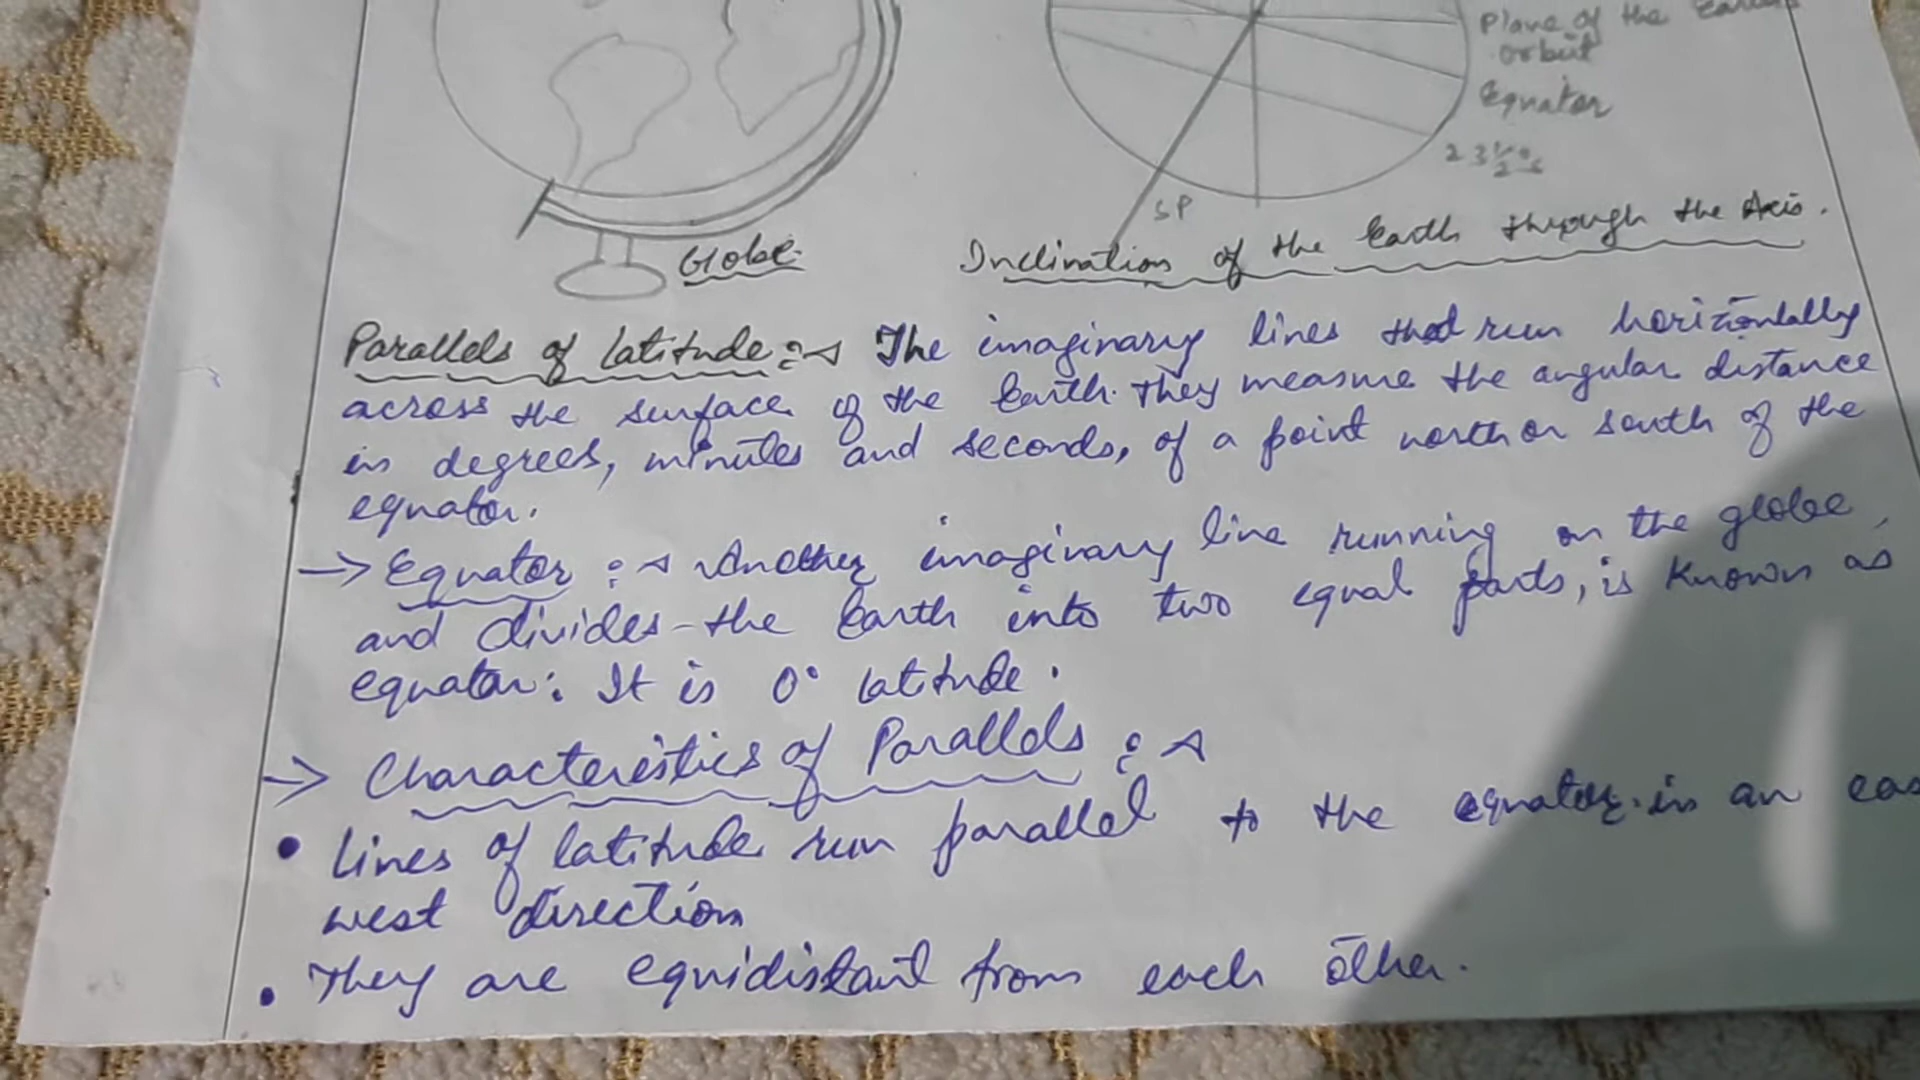 Plane of the Earth's
orbit
Equator
23½°S
SP
Globe.
Inclination of the Earth through the Axis.
Parallels of latitude :→ The imaginary lines that run horizontally
across the surface of the Earth. They measure the angular distance
in degrees, minutes and seconds, of a point north or south of the
equator.
→ Equator :→ Another imaginary line running on the globe,
and divides the Earth into two equal parts, is known as
equator. It is 0° latitude.
→ Characteristics of Parallels :→
• Lines of latitude run parallel to the equator in an eas
west direction
• They are equidistant from each other.